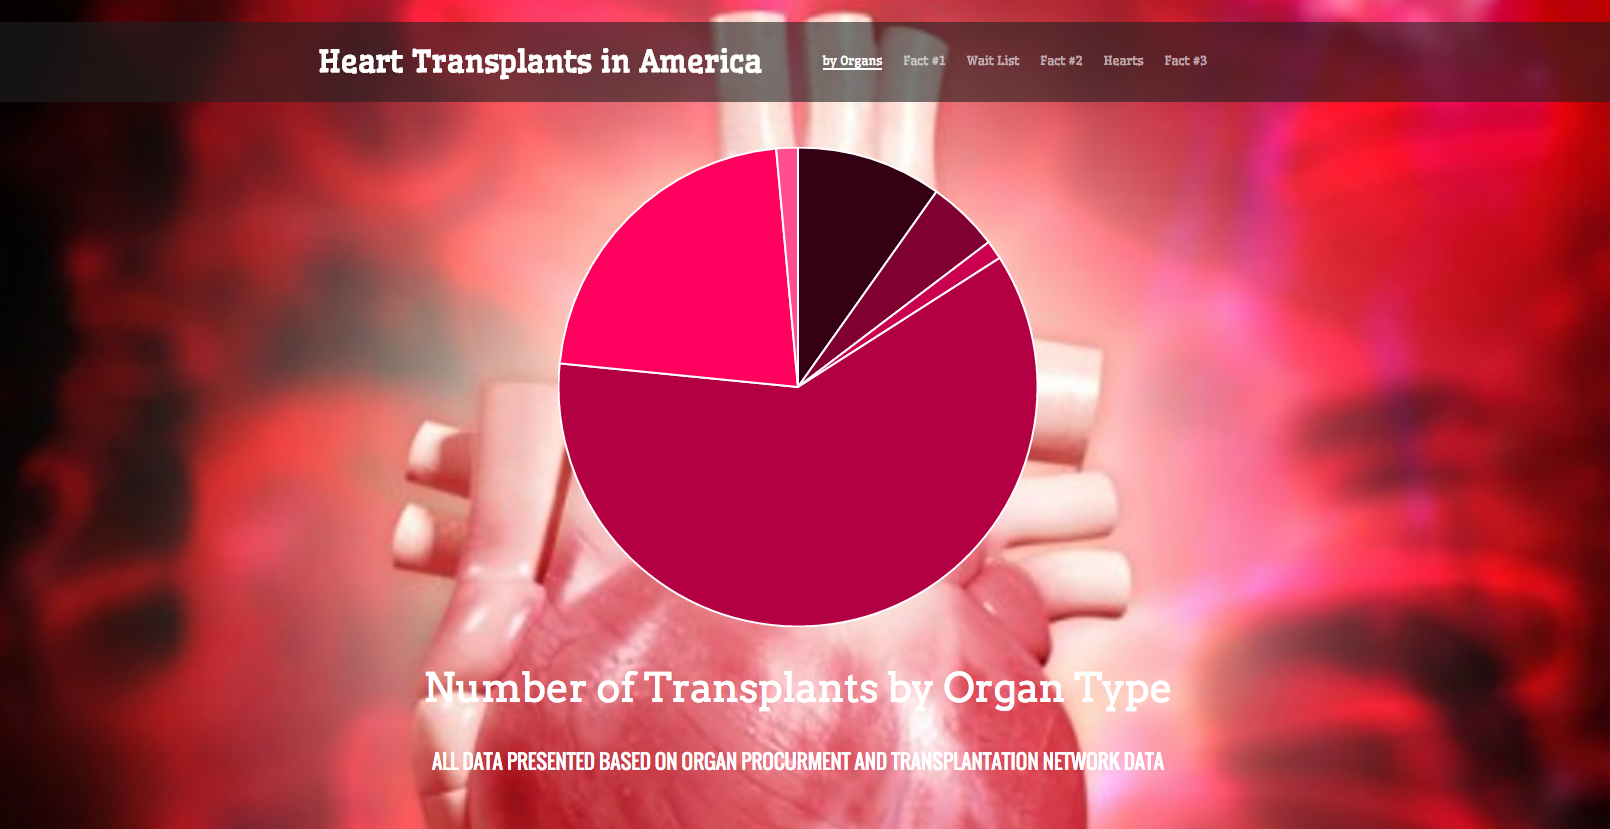 Heart Transplants in America
by Organs Fact #1 Wait List Fact #2 Hearts Fact #3
Number of Transplants by Organ Type
ALL DATA PRESENTED BASED ON ORGAN PROCURMENT AND TRANSPLANTATION NETWORK DATA